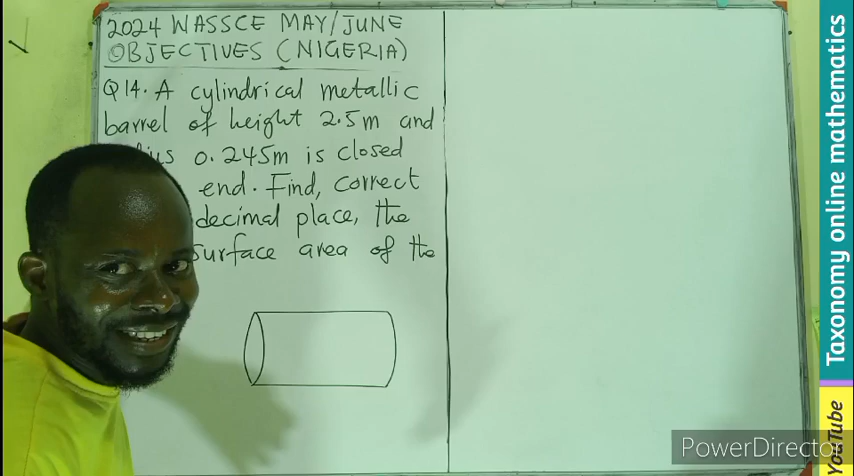 2024 WASSCE MAY/JUNE
OBJECTIVES (NIGERIA)
Q14. A cylindrical metallic
barrel of height 2.5m and
0.245m is closed
end. Find, correct
decimal place, the
surface area of the
Taxonomy online mathematics
YouTube
PowerDirector